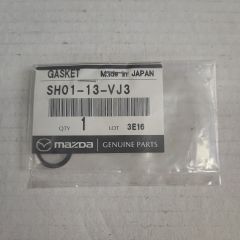 GASKET MADE IN JAPAN
SH01-13-VJ3
QTY 1 LOT 3E16
mazda GENUINE PARTS